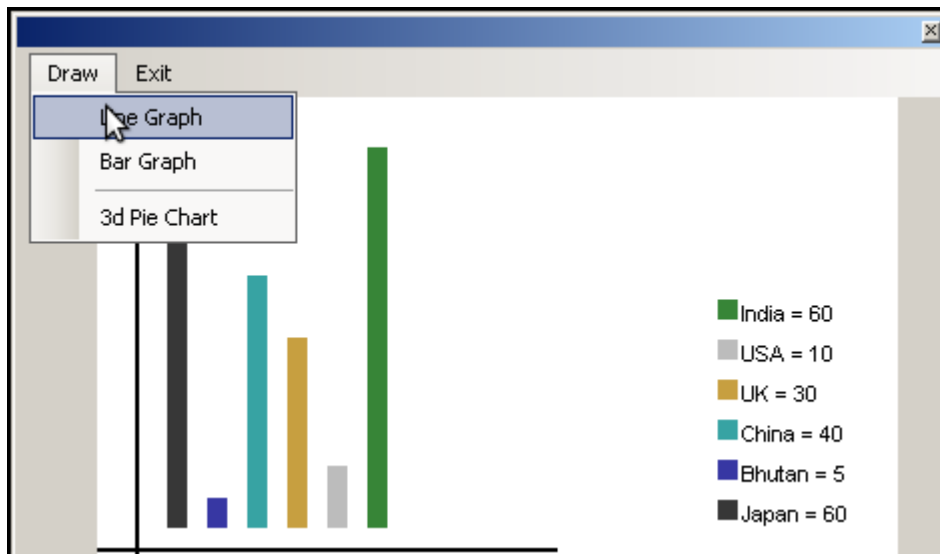 Draw Exit
Line Graph
Bar Graph
3d Pie Chart
India = 60
USA = 10
UK = 30
China = 40
Bhutan = 5
Japan = 60